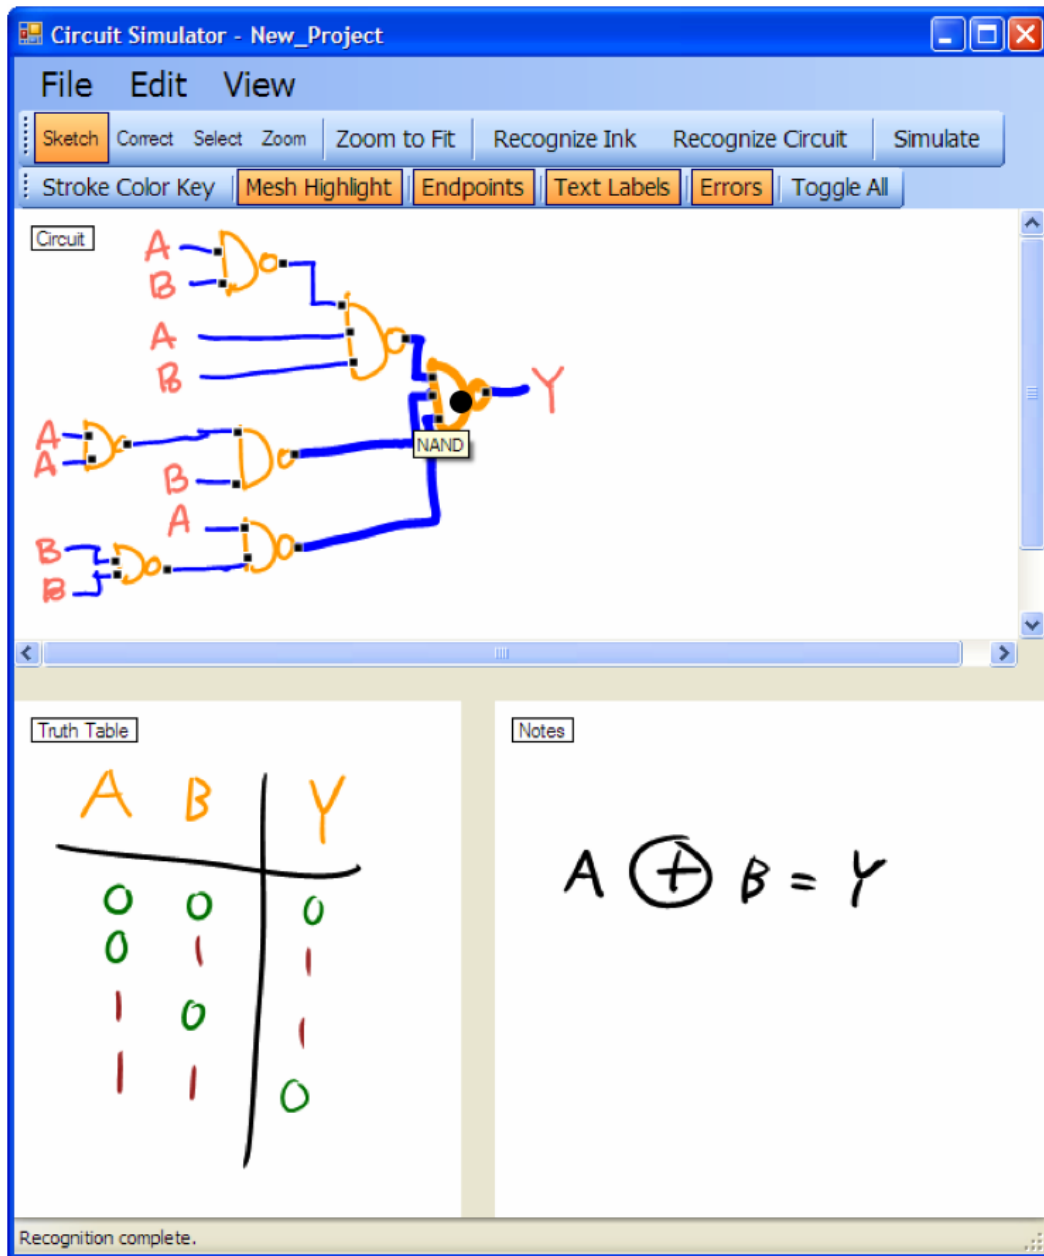 Circuit Simulator - New_Project
File Edit View
Sketch Correct Select Zoom Zoom to Fit Recognize Ink Recognize Circuit Simulate
Stroke Color Key Mesh Highlight Endpoints Text Labels Errors Toggle All
Circuit
A
B
A
B
Y
A
A
NAND
B
A
B
B
Truth Table
A B Y
0 0 0
0 1 1
1 0 1
1 1 0
Notes
A ⊕ B = Y
Recognition complete.